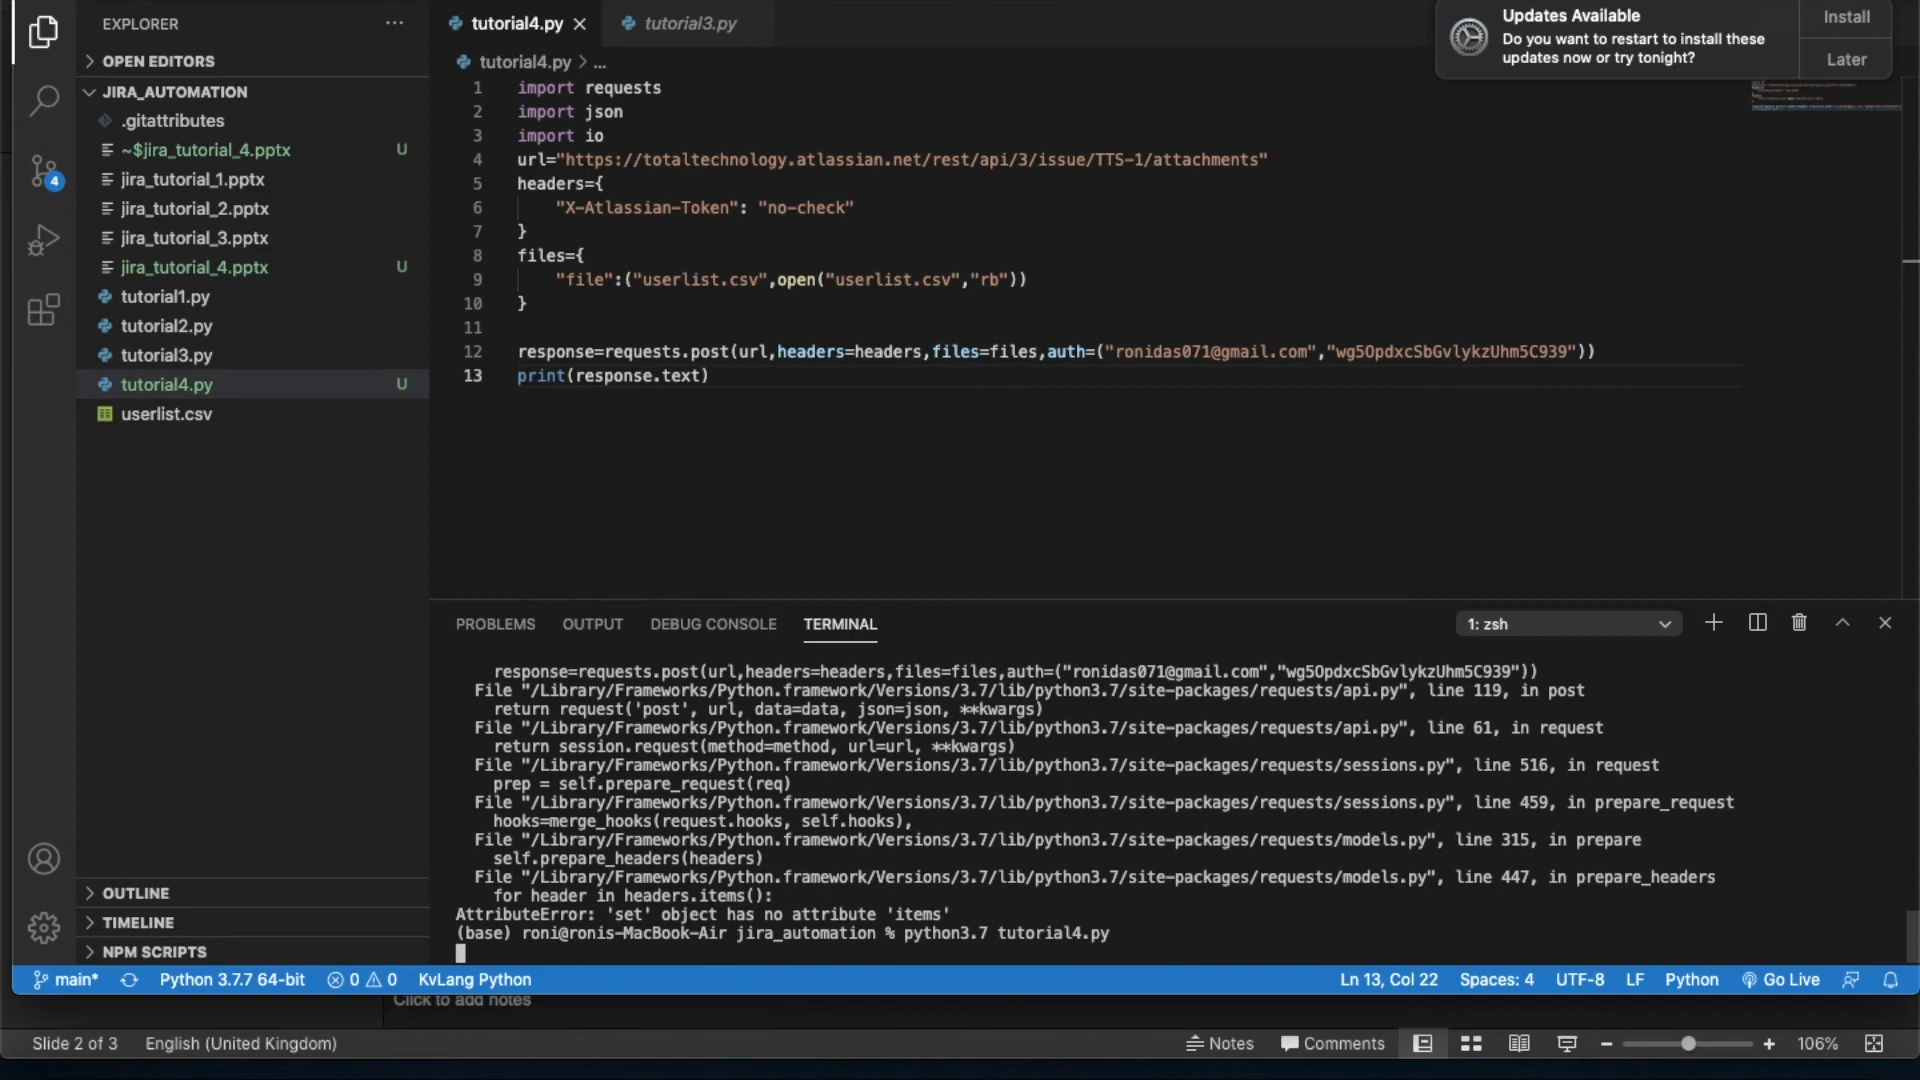 EXPLORER
OPEN EDITORS
JIRA_AUTOMATION
.gitattributes
~$jira_tutorial_4.pptx U
jira_tutorial_1.pptx
jira_tutorial_2.pptx
jira_tutorial_3.pptx
jira_tutorial_4.pptx U
tutorial1.py
tutorial2.py
tutorial3.py
tutorial4.py U
userlist.csv
OUTLINE
TIMELINE
NPM SCRIPTS
4
tutorial4.py
tutorial3.py
tutorial4.py > ...
Updates Available
Do you want to restart to install these
updates now or try tonight?
Install
Later
1 import requests
2 import json
3 import io
4 url="https://totaltechnology.atlassian.net/rest/api/3/issue/TTS-1/attachments"
5 headers={
6 "X-Atlassian-Token": "no-check"
7 }
8 files={
9 "file":("userlist.csv",open("userlist.csv","rb"))
10 }
11
12 response=requests.post(url,headers=headers,files=files,auth=("ronidas071@gmail.com","wg5OpdxcSbGvlykzUhm5C939"))
13 print(response.text)
PROBLEMS OUTPUT DEBUG CONSOLE TERMINAL
1: zsh
response=requests.post(url,headers=headers,files=files,auth=("ronidas071@gmail.com","wg5OpdxcSbGvlykzUhm5C939"))
File "/Library/Frameworks/Python.framework/Versions/3.7/lib/python3.7/site-packages/requests/api.py", line 119, in post
return request('post', url, data=data, json=json, **kwargs)
File "/Library/Frameworks/Python.framework/Versions/3.7/lib/python3.7/site-packages/requests/api.py", line 61, in request
return session.request(method=method, url=url, **kwargs)
File "/Library/Frameworks/Python.framework/Versions/3.7/lib/python3.7/site-packages/requests/sessions.py", line 516, in request
prep = self.prepare_request(req)
File "/Library/Frameworks/Python.framework/Versions/3.7/lib/python3.7/site-packages/requests/sessions.py", line 459, in prepare_request
hooks=merge_hooks(request.hooks, self.hooks),
File "/Library/Frameworks/Python.framework/Versions/3.7/lib/python3.7/site-packages/requests/models.py", line 315, in prepare
self.prepare_headers(headers)
File "/Library/Frameworks/Python.framework/Versions/3.7/lib/python3.7/site-packages/requests/models.py", line 447, in prepare_headers
for header in headers.items():
AttributeError: 'set' object has no attribute 'items'
(base) roni@ronis-MacBook-Air jira_automation % python3.7 tutorial4.py
main* Python 3.7.7 64-bit 0 0 KvLang Python Ln 13, Col 22 Spaces: 4 UTF-8 LF Python Go Live
Click to add notes
Slide 2 of 3 English (United Kingdom) Notes Comments 106%